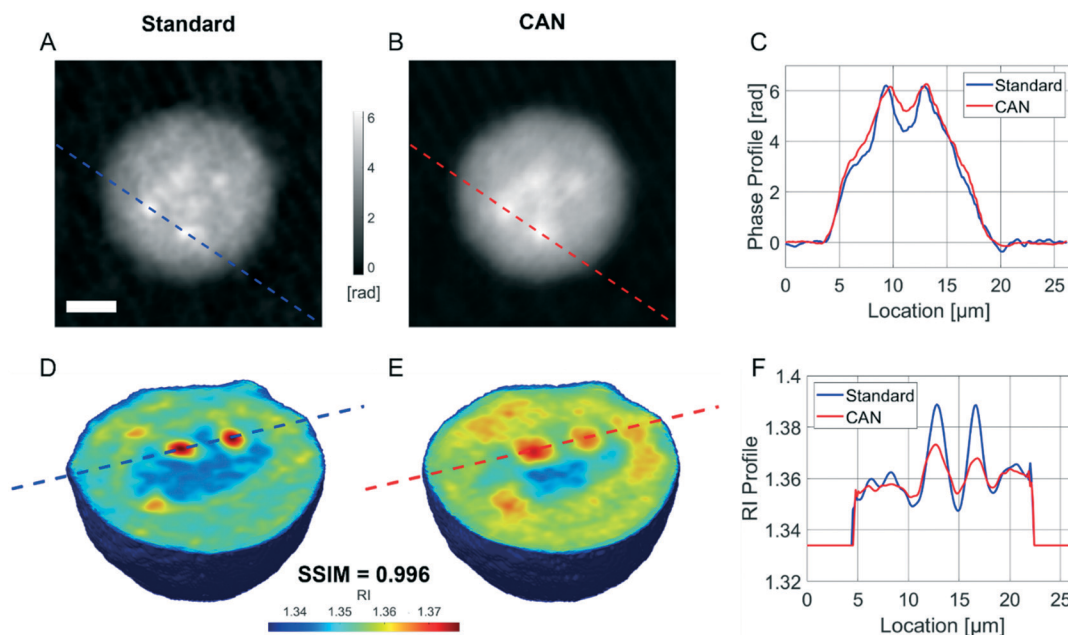 Standard
CAN
A
B
C
6
4
2
0
[rad]
Standard
CAN
Phase Profile [rad]
6
4
2
0
0 5 10 15 20 25
Location [µm]
D
E
F
SSIM = 0.996
RI
1.34 1.35 1.36 1.37
Standard
CAN
RI Profile
1.4
1.38
1.36
1.34
1.32
0 5 10 15 20 25
Location [µm]